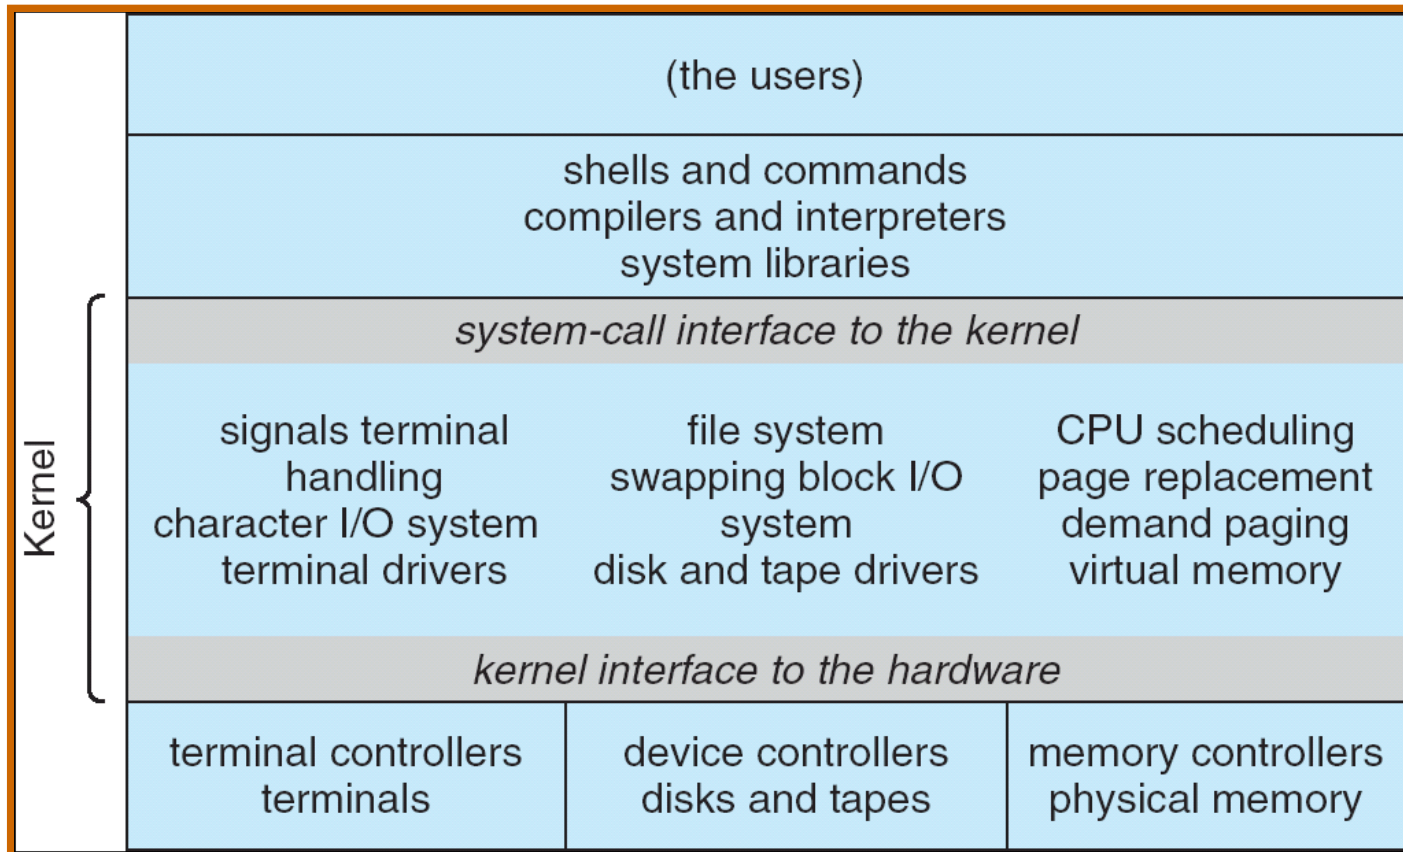 (the users)
shells and commands
compilers and interpreters
system libraries
Kernel
system-call interface to the kernel
signals terminal
handling
character I/O system
terminal drivers
file system
swapping block I/O
system
disk and tape drivers
CPU scheduling
page replacement
demand paging
virtual memory
kernel interface to the hardware
terminal controllers
terminals
device controllers
disks and tapes
memory controllers
physical memory